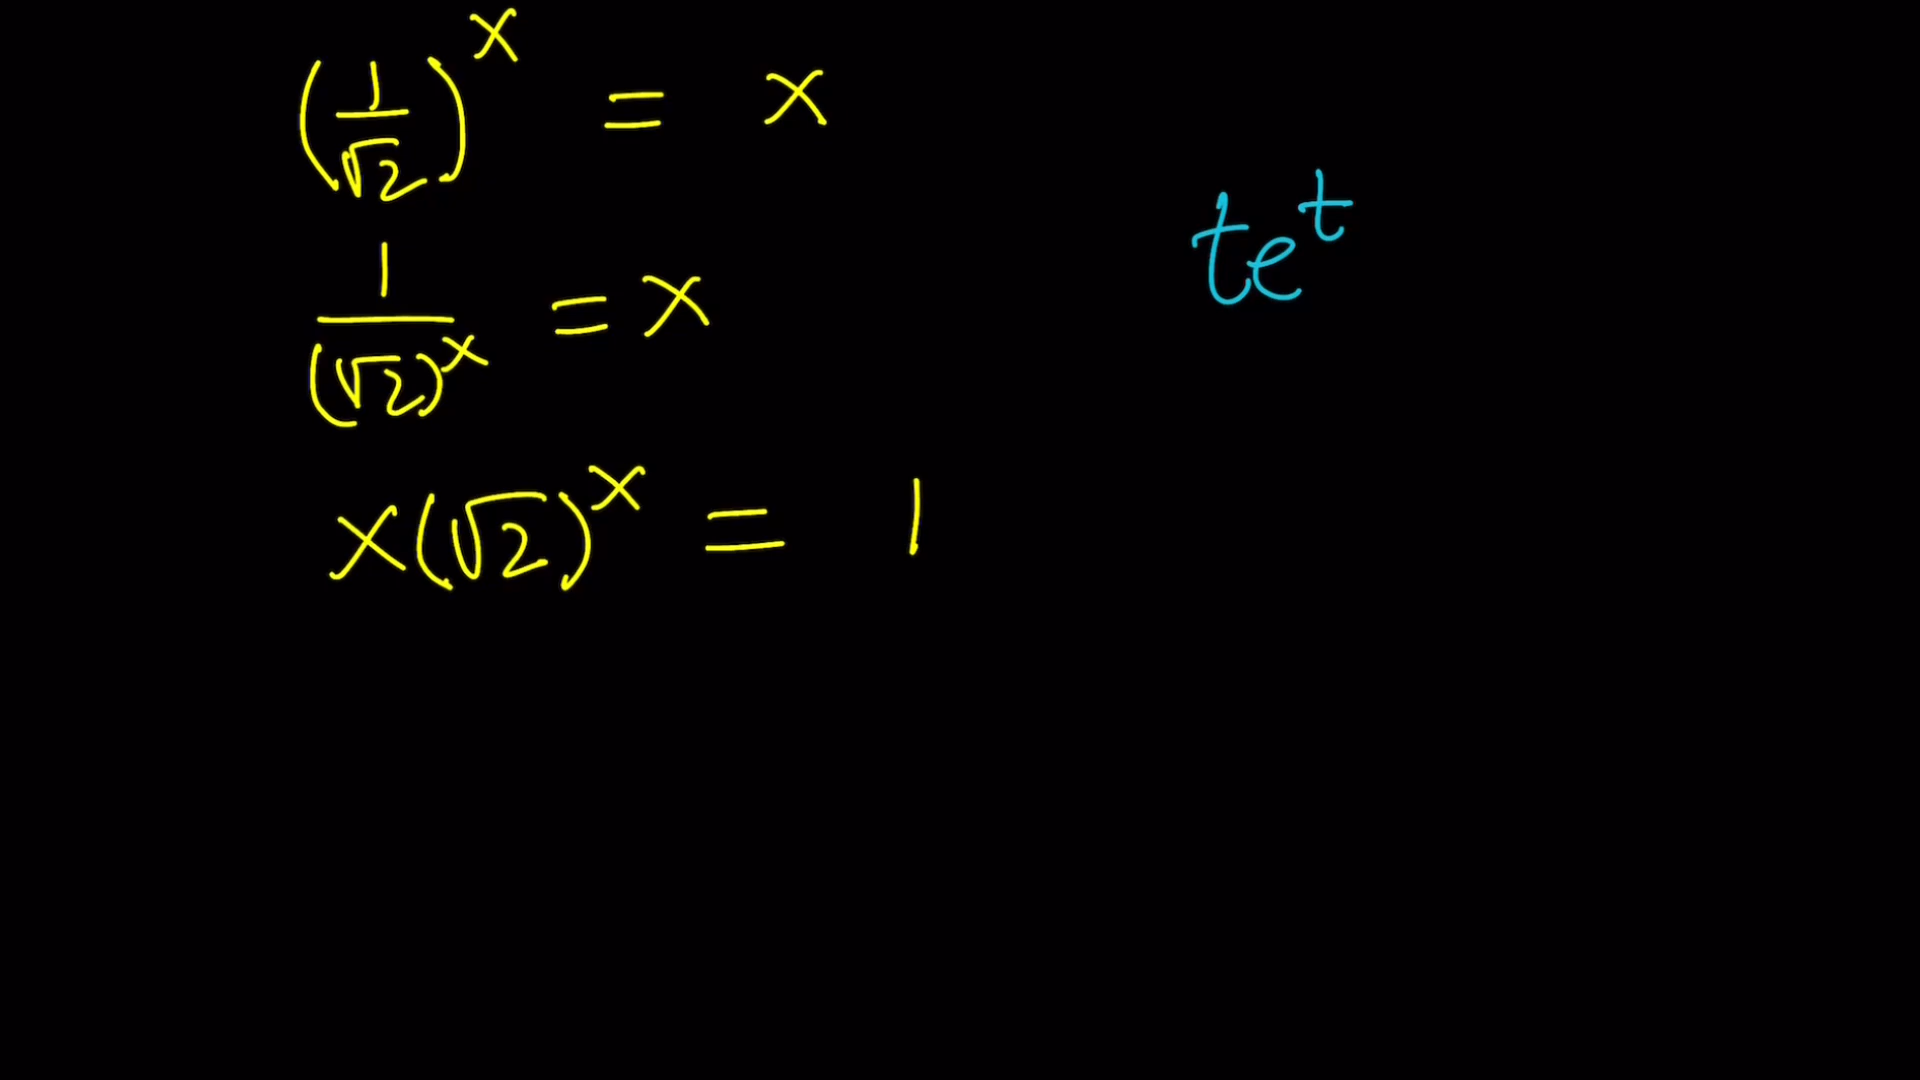 (1/√2)^x = x
te^t
1/(√2)^x = x
x(√2)^x = 1